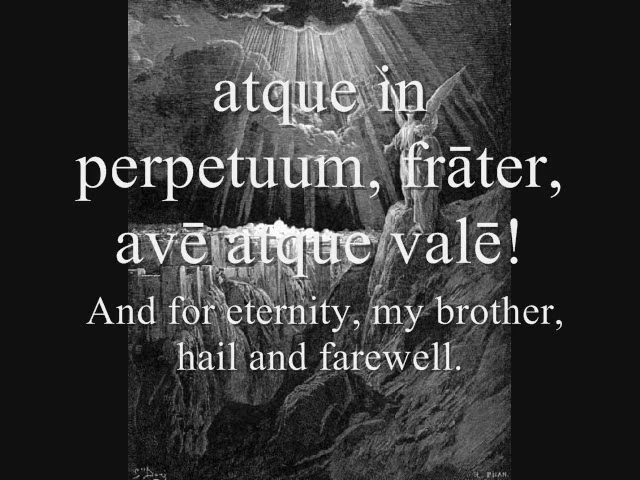 atque in
perpetuum, frāter,
avē atque valē!
And for eternity, my brother,
hail and farewell.